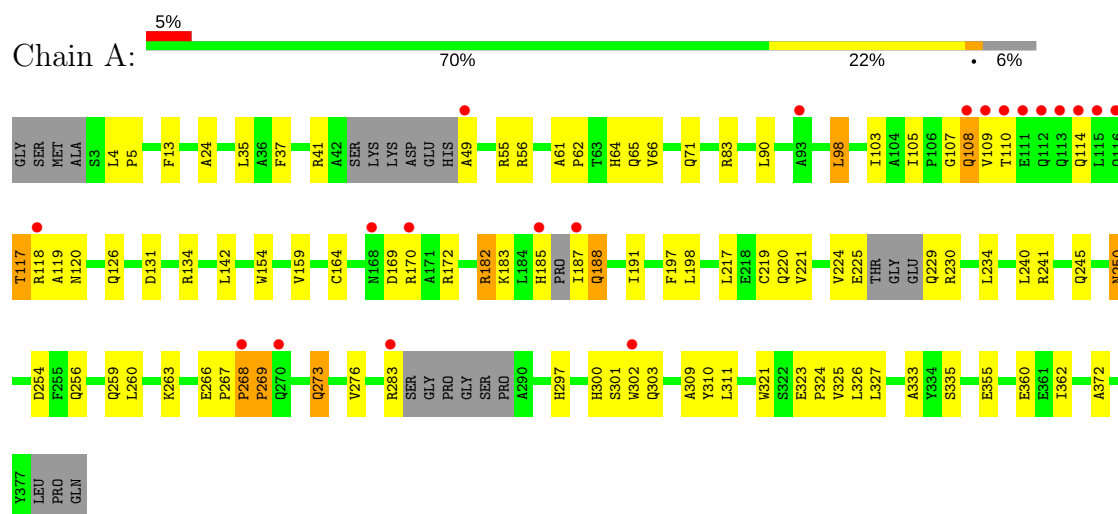 5%
Chain A:
70% 22% • 6%
GLY SER MET ALA S3 L4 P5 F13 A24 L35 A36 F37 R41 A42 SER LYS LYS ASP GLU HIS A49 R55 R56 A61 P62 T63 H64 Q65 V66 Q71 R83 L90 A93 L98 I103 A104 I105 P106 G107 Q108 V109 T110 E111 Q112 Q113 Q114 L115 Q116
T117 R118 A119 N120 Q126 D131 R134 L142 W154 V159 C164 N168 D169 R170 A171 R172 R182 K183 L184 H185 PRO I187 Q188 I191 F197 L198 L217 E218 C219 Q220 V221 V224 E225 THR GLY GLU Q229 R230 L234 L240 R241 Q245 N250
D254 F255 Q256 Q259 L260 K263 E266 P267 P268 P269 Q270 Q273 V276 R283 SER GLY PRO GLY SER PRO A290 H297 H300 S301 W302 Q303 A309 Y310 L311 W321 S322 E323 P324 V325 L326 L327 A333 Y334 S335 E355 E360 E361 I362 A372
Y377 LEU PRO GLN